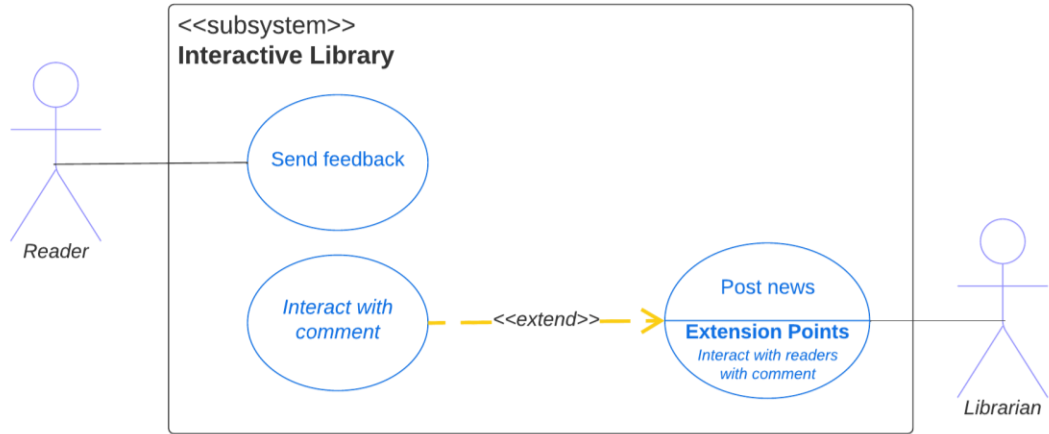 <<subsystem>>
Interactive Library
Send feedback
Reader
Interact with
comment
<<extend>>
Post news
Extension Points
Interact with readers
with comment
Librarian